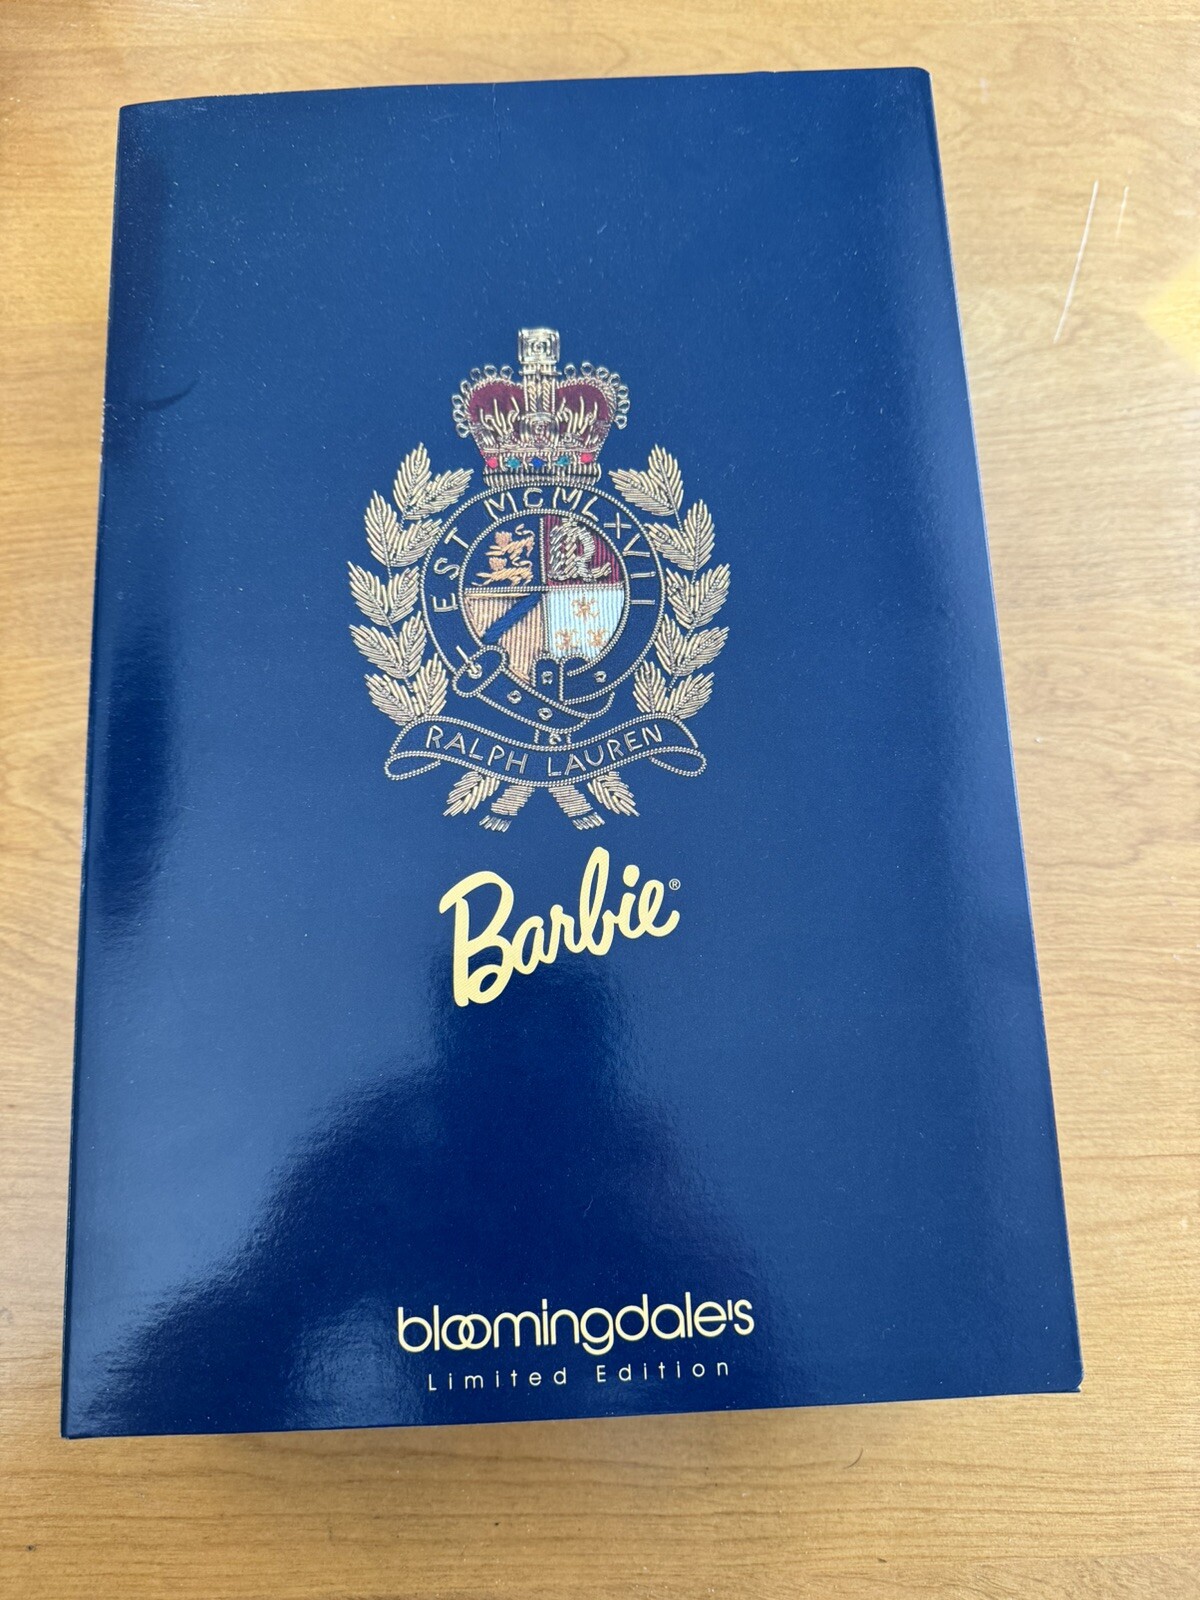 EST MCMLXVII
RALPH LAUREN
Barbie®
bloomingdale's
Limited Edition